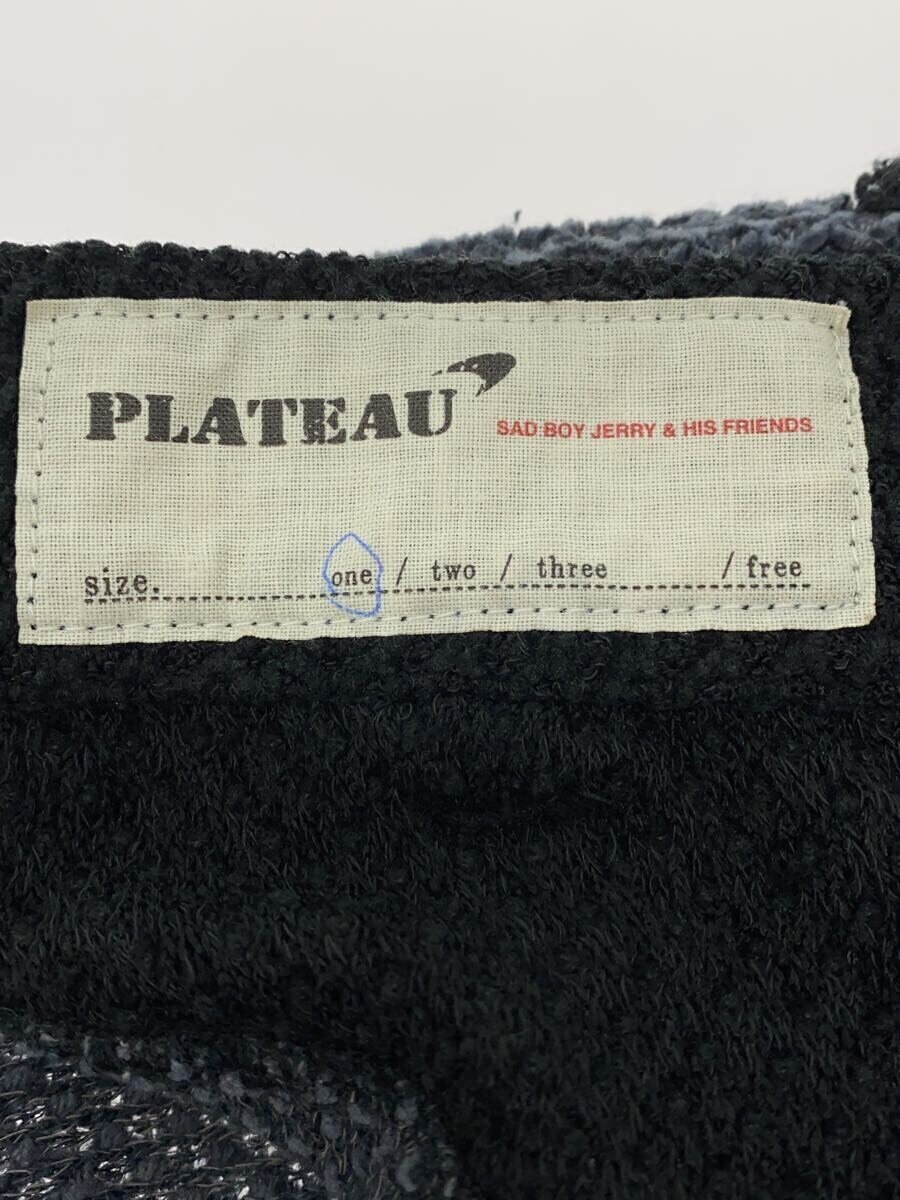 PLATEAU
SAD BOY JERRY & HIS FRIENDS
size. one / two / three / free